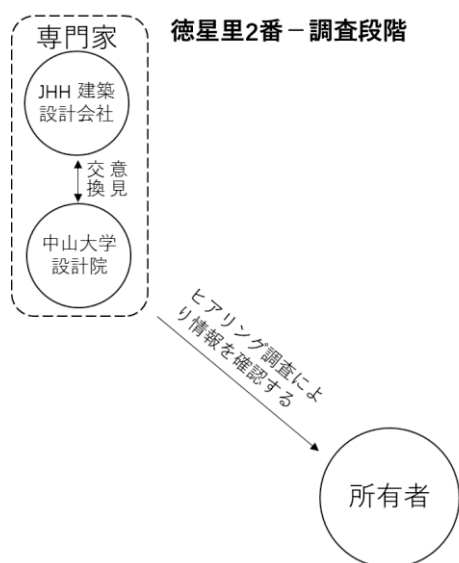 徳星里2番－調査段階
専門家
JHH 建築
設計会社
交 意
換 見
中山大学
設計院
ヒアリング調査によ
り情報を確認する
所有者